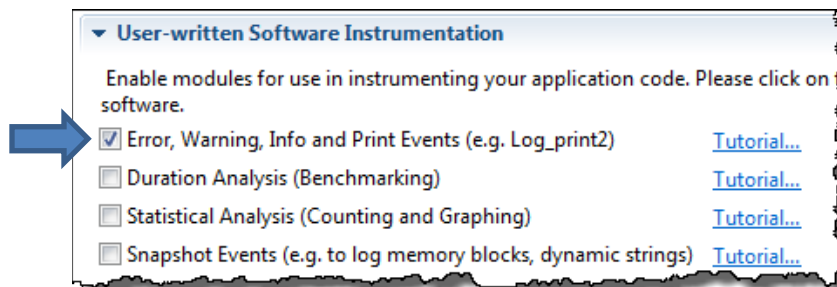 User-written Software Instrumentation
Enable modules for use in instrumenting your application code. Please click on
software.
Error, Warning, Info and Print Events (e.g. Log_print2) Tutorial...
Duration Analysis (Benchmarking) Tutorial...
Statistical Analysis (Counting and Graphing) Tutorial...
Snapshot Events (e.g. to log memory blocks, dynamic strings) Tutorial...